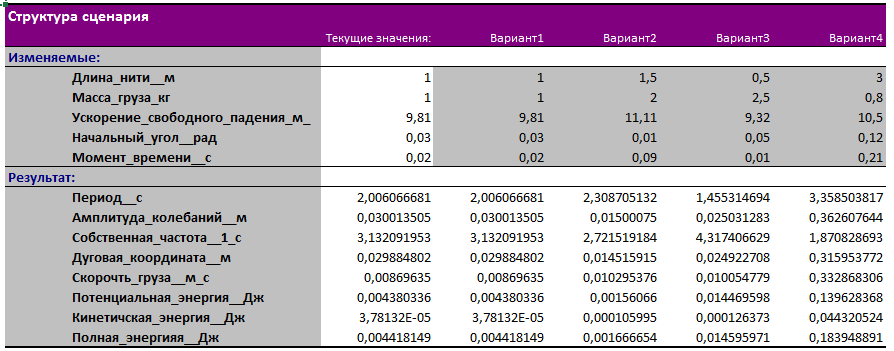 Структура сценария
Текущие значения: Вариант1 Вариант2 Вариант3 Вариант4
Изменяемые:
Длина_нити__м 1 1 1,5 0,5 3
Масса_груза_кг 1 1 2 2,5 0,8
Ускорение_свободного_падения_м_ 9,81 9,81 11,11 9,32 10,5
Начальный_угол__рад 0,03 0,03 0,01 0,05 0,12
Момент_времени__с 0,02 0,02 0,09 0,01 0,21
Результат:
Период__с 2,006066681 2,006066681 2,308705132 1,455314694 3,358503817
Амплитуда_колебаний__м 0,030013505 0,030013505 0,01500075 0,025031283 0,362607644
Собственная_частота__1_с 3,132091953 3,132091953 2,721519184 4,317406629 1,870828693
Дуговая_координата__м 0,029884802 0,029884802 0,014515915 0,024922708 0,315953772
Скорочть_груза__м_с 0,00869635 0,00869635 0,010295376 0,010054779 0,332868306
Потенциальная_энергия__Дж 0,004380336 0,004380336 0,00156066 0,014469598 0,139628368
Кинетичская_энергия__Дж 3,78132E-05 3,78132E-05 0,000105995 0,000126373 0,044320524
Полная_энергияя__Дж 0,004418149 0,004418149 0,001666654 0,014595971 0,183948891